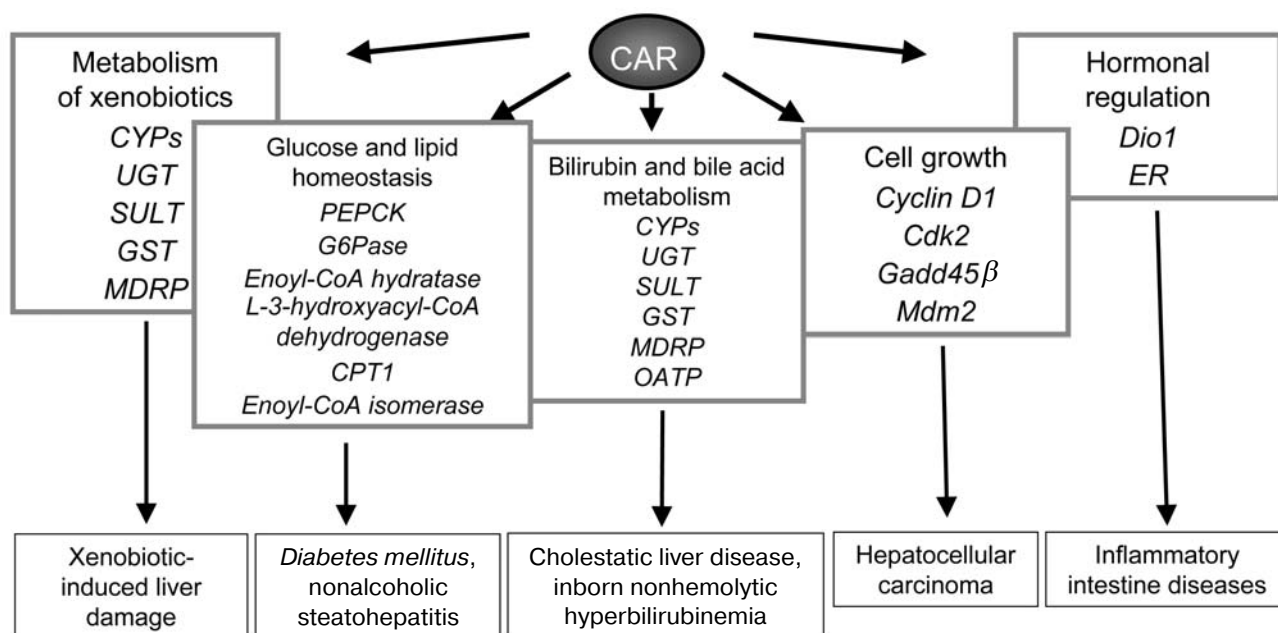 CAR
Metabolism
of xenobiotics
CYPs
UGT
SULT
GST
MDRP
Glucose and lipid
homeostasis
PEPCK
G6Pase
Enoyl-CoA hydratase
L-3-hydroxyacyl-CoA
dehydrogenase
CPT1
Enoyl-CoA isomerase
Bilirubin and bile acid
metabolism
CYPs
UGT
SULT
GST
MDRP
OATP
Cell growth
Cyclin D1
Cdk2
Gadd45β
Mdm2
Hormonal
regulation
Dio1
ER
Xenobiotic-
induced liver
damage
Diabetes mellitus,
nonalcoholic
steatohepatitis
Cholestatic liver disease,
inborn nonhemolytic
hyperbilirubinemia
Hepatocellular
carcinoma
Inflammatory
intestine diseases